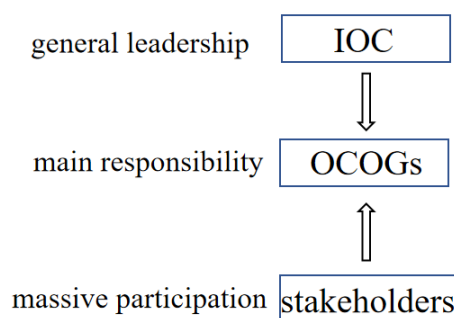 general leadership IOC
main responsibility OCOGs
massive participation stakeholders